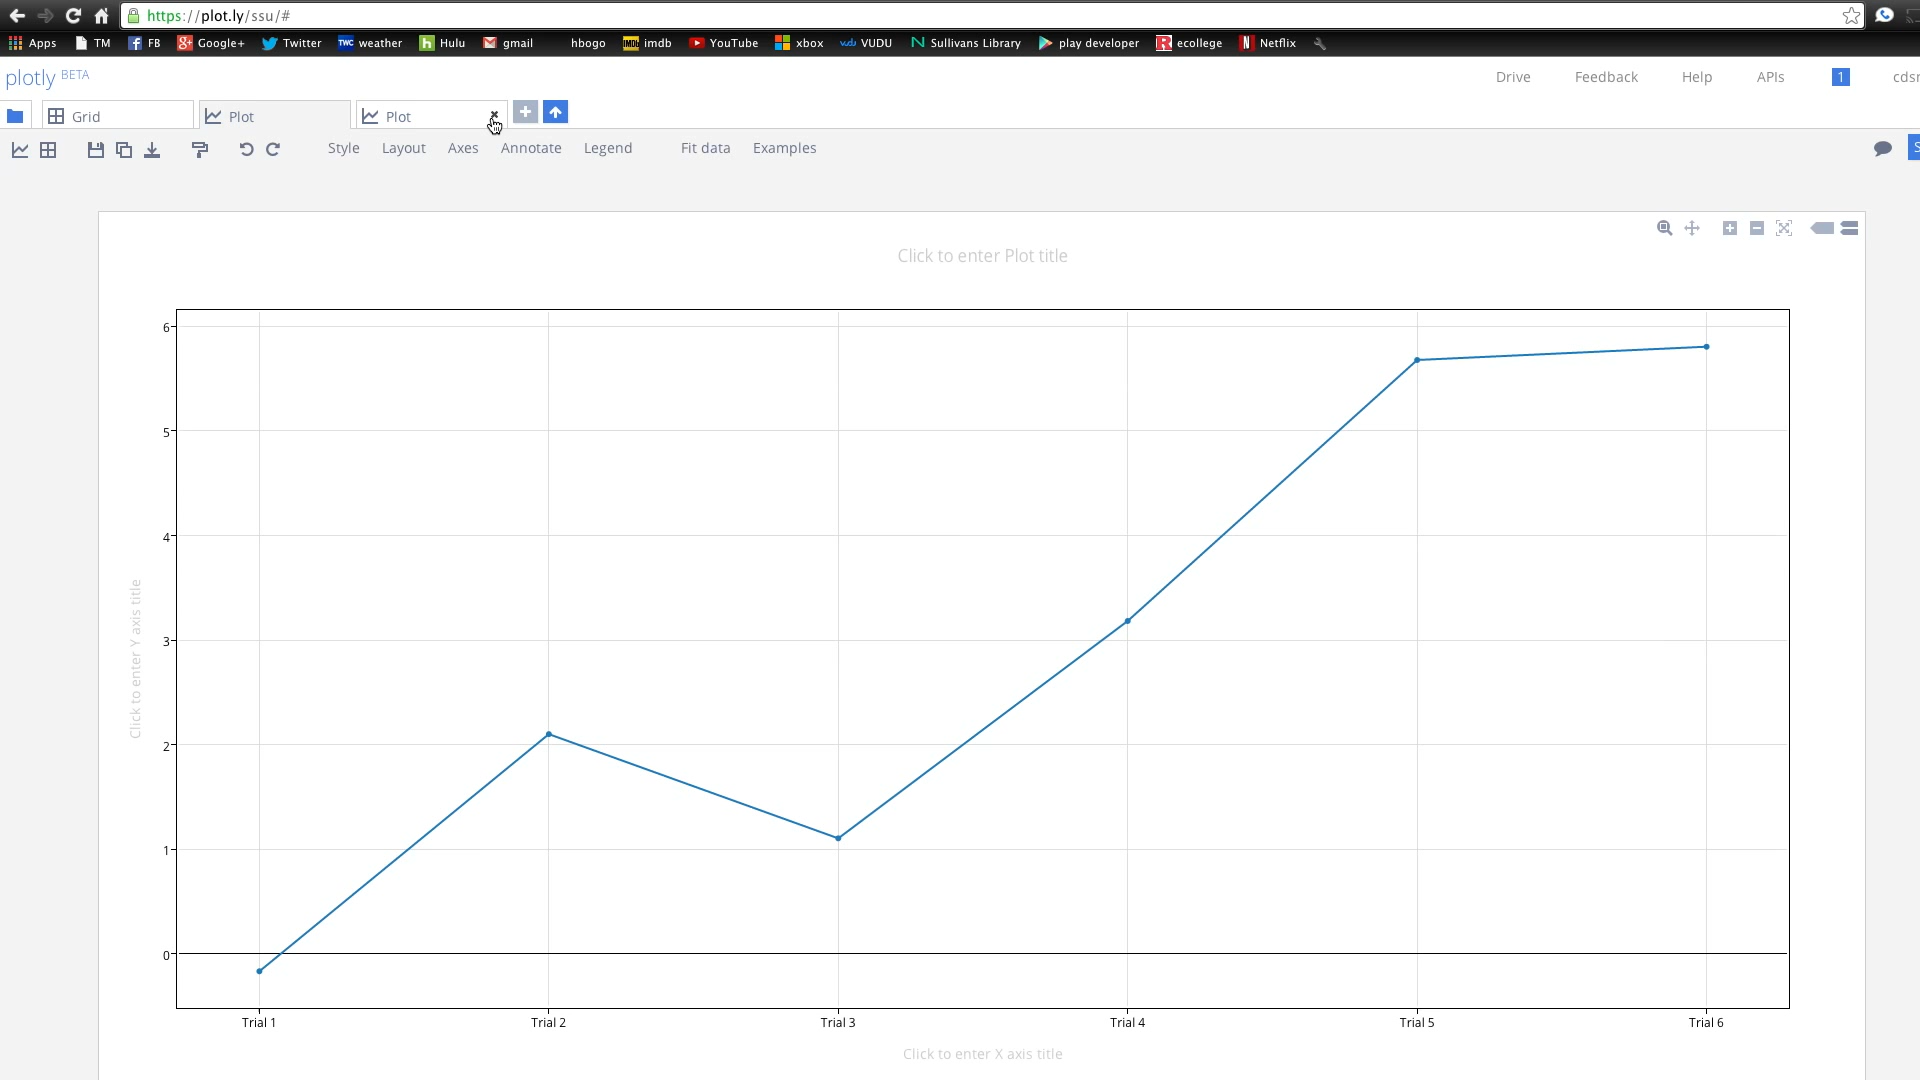 https://plot.ly/ssu/#
Apps TM FB Google+ Twitter weather Hulu gmail hbogo imdb YouTube xbox VUDU Sullivans Library play developer ecollege Netflix
plotly BETA Drive Feedback Help APIs 1
Grid Plot Plot
Style Layout Axes Annotate Legend Fit data Examples
Click to enter Plot title
6
5
4
3
2
1
0
Click to enter Y axis title
Trial 1 Trial 2 Trial 3 Trial 4 Trial 5 Trial 6
Click to enter X axis title